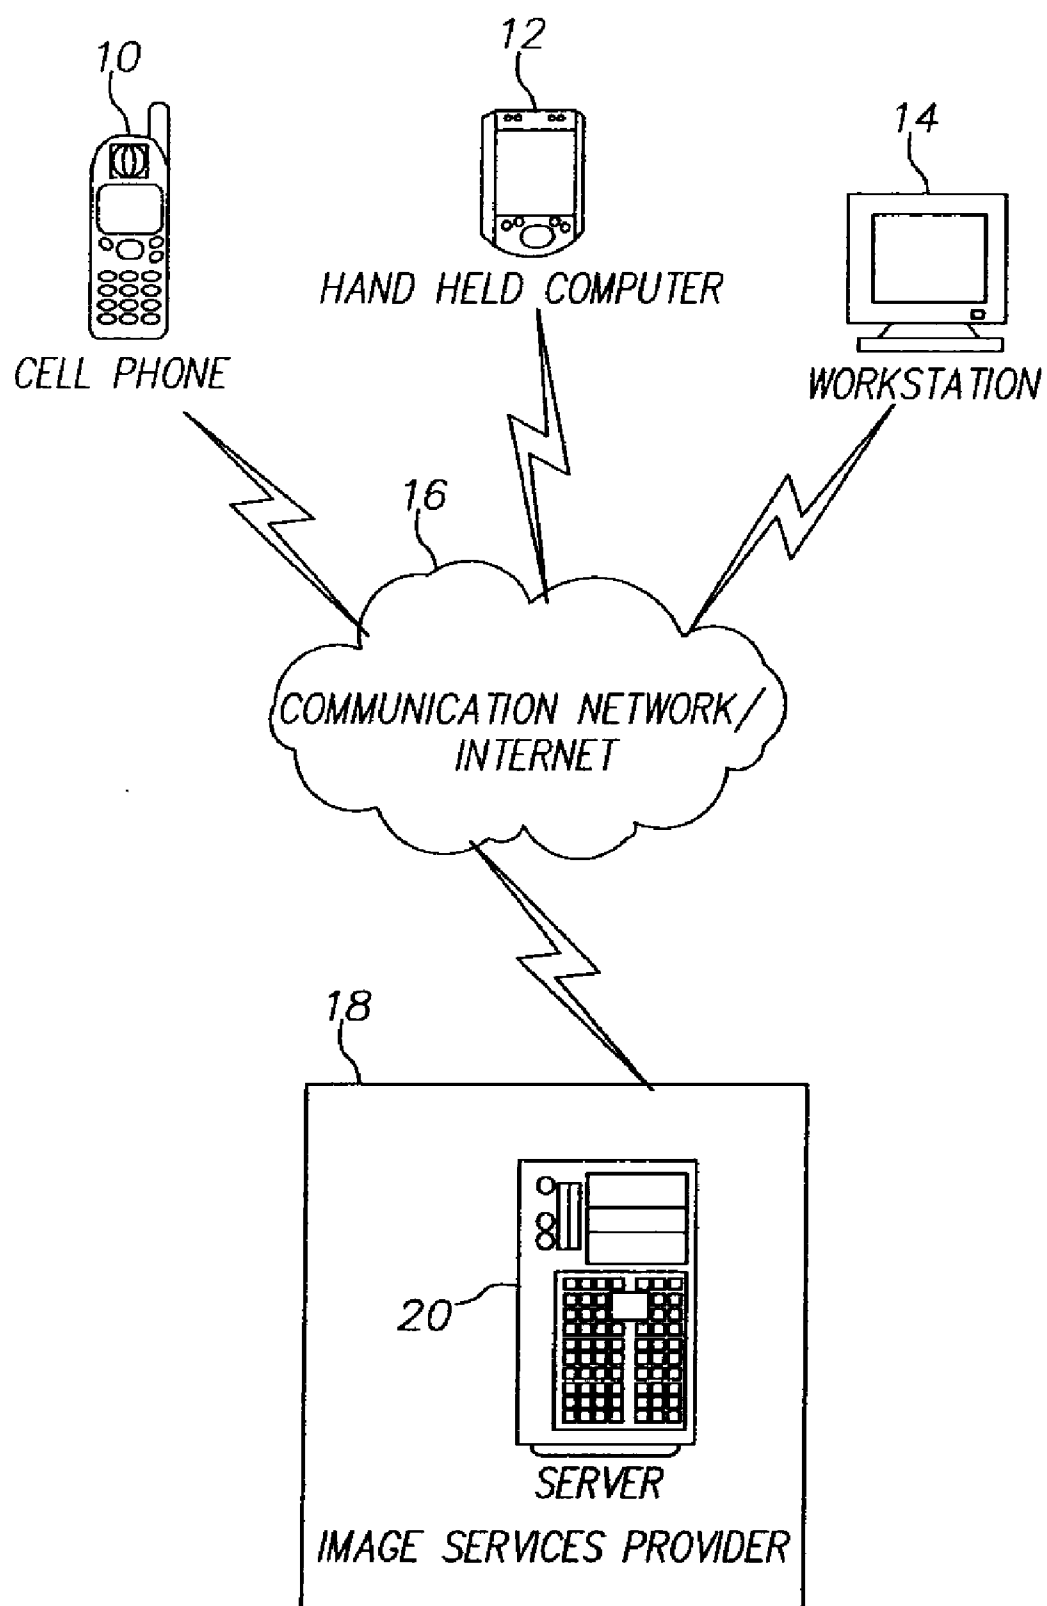 10
12
14
HAND HELD COMPUTER
CELL PHONE
WORKSTATION
16
COMMUNICATION NETWORK/
INTERNET
18
20
SERVER
IMAGE SERVICES PROVIDER